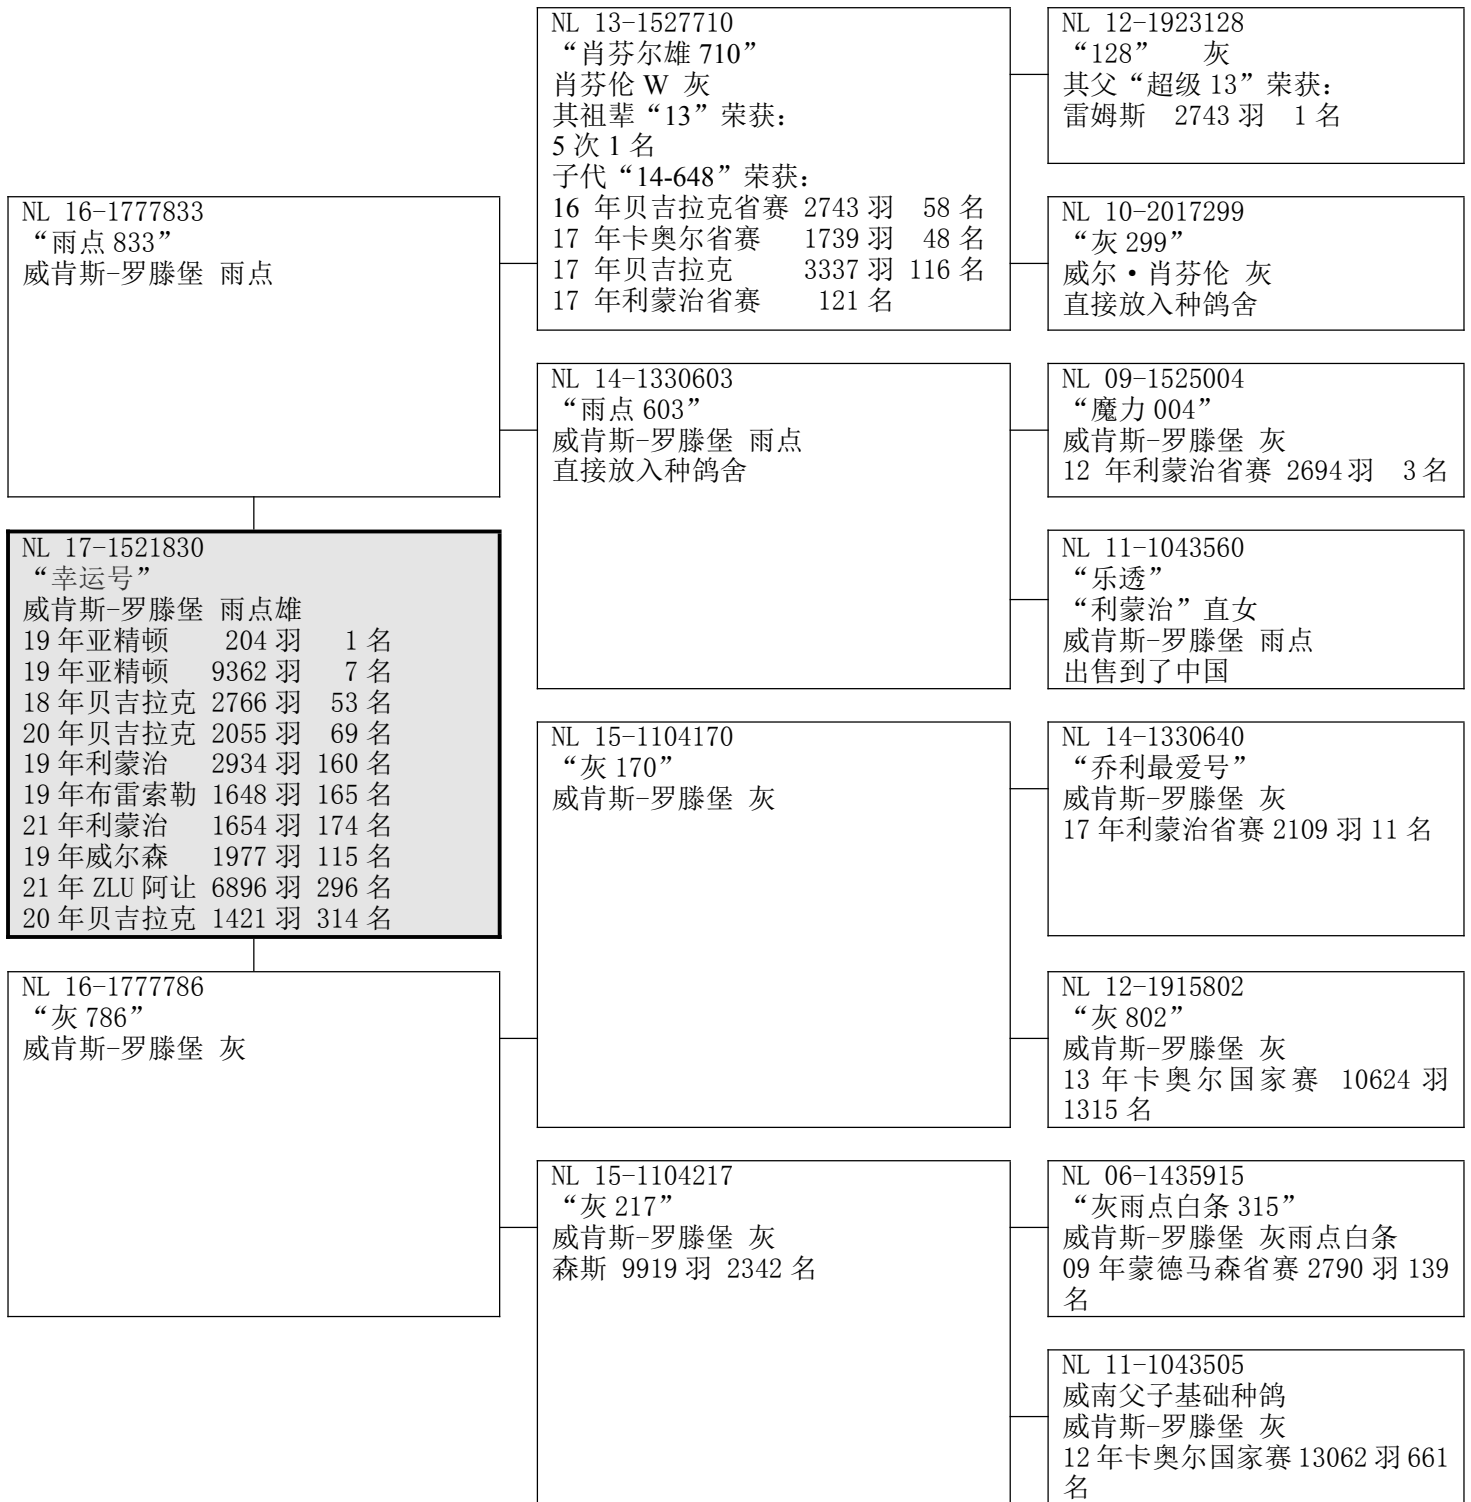 NL 16-1777833
“雨点 833”
威肯斯-罗滕堡 雨点
NL 17-1521830
“幸运号”
威肯斯-罗滕堡 雨点雄
19 年亚精顿 204 羽 1 名
19 年亚精顿 9362 羽 7 名
18 年贝吉拉克 2766 羽 53 名
20 年贝吉拉克 2055 羽 69 名
19 年利蒙治 2934 羽 160 名
19 年布雷索勒 1648 羽 165 名
21 年利蒙治 1654 羽 174 名
19 年威尔森 1977 羽 115 名
21 年 ZLU 阿让 6896 羽 296 名
20 年贝吉拉克 1421 羽 314 名
NL 16-1777786
“灰 786”
威肯斯-罗滕堡 灰
NL 13-1527710
“肖芬尔雄 710”
肖芬伦 W 灰
其祖辈“13”荣获：
5 次 1 名
子代“14-648”荣获：
16 年贝吉拉克省赛 2743 羽 58 名
17 年卡奥尔省赛 1739 羽 48 名
17 年贝吉拉克 3337 羽 116 名
17 年利蒙治省赛 121 名
NL 14-1330603
“雨点 603”
威肯斯-罗滕堡 雨点
直接放入种鸽舍
NL 15-1104170
“灰 170”
威肯斯-罗滕堡 灰
NL 15-1104217
“灰 217”
威肯斯-罗滕堡 灰
森斯 9919 羽 2342 名
NL 12-1923128
“128” 灰
其父“超级 13”荣获：
雷姆斯 2743 羽 1 名
NL 10-2017299
“灰 299”
威尔•肖芬伦 灰
直接放入种鸽舍
NL 09-1525004
“魔力 004”
威肯斯-罗滕堡 灰
12 年利蒙治省赛 2694 羽 3 名
NL 11-1043560
“乐透”
“利蒙治”直女
威肯斯-罗滕堡 雨点
出售到了中国
NL 14-1330640
“乔利最爱号”
威肯斯-罗滕堡 灰
17 年利蒙治省赛 2109 羽 11 名
NL 12-1915802
“灰 802”
威肯斯-罗滕堡 灰
13 年卡奥尔国家赛 10624 羽
1315 名
NL 06-1435915
“灰雨点白条 315”
威肯斯-罗滕堡 灰雨点白条
09 年蒙德马森省赛 2790 羽 139
名
NL 11-1043505
威南父子基础种鸽
威肯斯-罗滕堡 灰
12 年卡奥尔国家赛 13062 羽 661
名